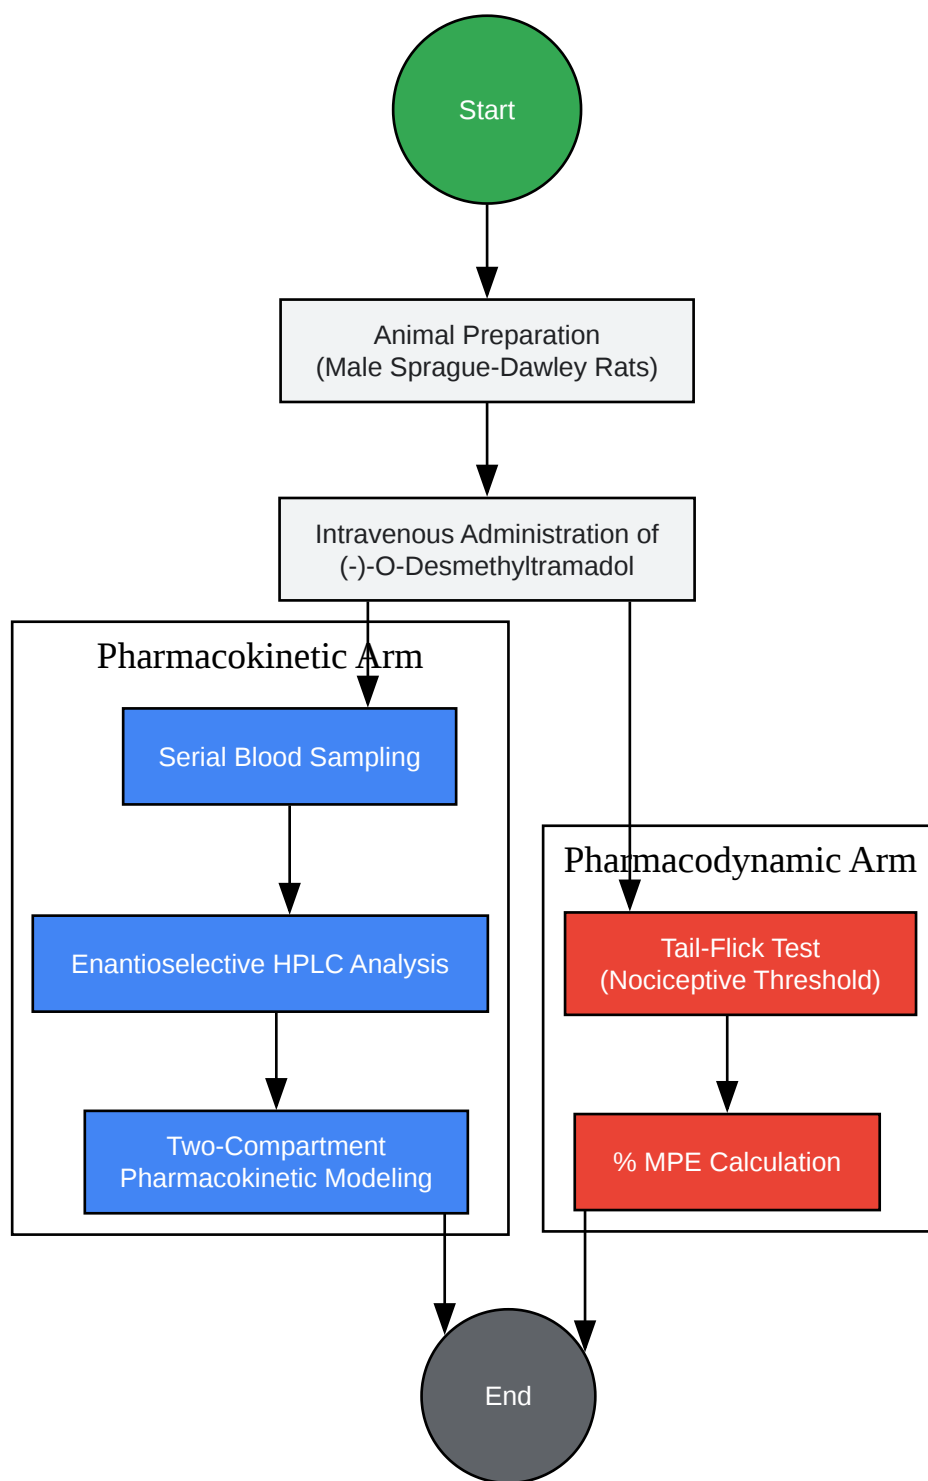 Start
Animal Preparation
(Male Sprague-Dawley Rats)
Intravenous Administration of
(-)-O-Desmethyltramadol
Pharmacokinetic Arm
Serial Blood Sampling
Enantioselective HPLC Analysis
Two-Compartment
Pharmacokinetic Modeling
Pharmacodynamic Arm
Tail-Flick Test
(Nociceptive Threshold)
% MPE Calculation
End